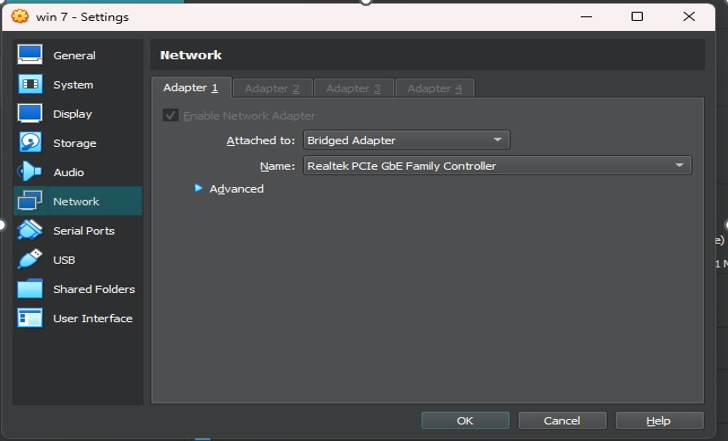 win 7 - Settings
General
System
Display
Storage
Audio
Network
Serial Ports
USB
Shared Folders
User Interface
Network
Adapter 1 Adapter 2 Adapter 3 Adapter 4
Enable Network Adapter
Attached to: Bridged Adapter
Name: Realtek PCIe GbE Family Controller
Advanced
e)
1 N
OK Cancel Help